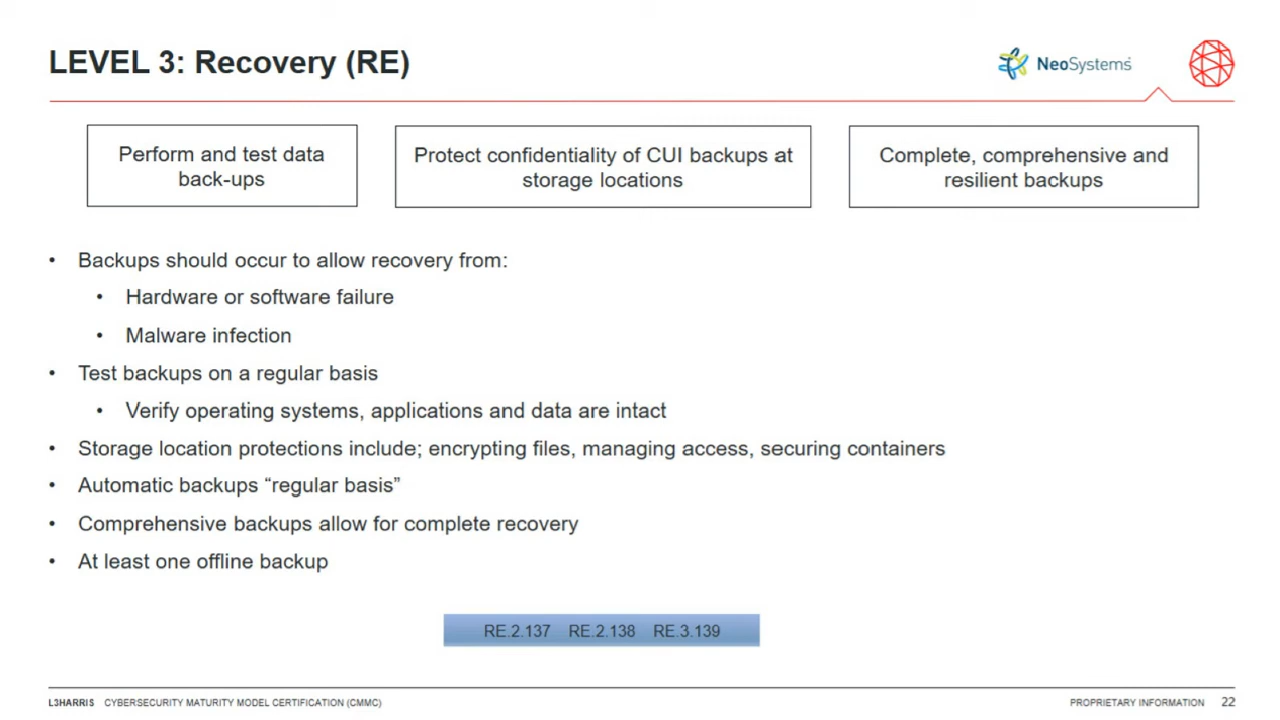 LEVEL 3: Recovery (RE)
NeoSystems
Perform and test data
back-ups
Protect confidentiality of CUI backups at
storage locations
Complete, comprehensive and
resilient backups
• Backups should occur to allow recovery from:
• Hardware or software failure
• Malware infection
• Test backups on a regular basis
• Verify operating systems, applications and data are intact
• Storage location protections include; encrypting files, managing access, securing containers
• Automatic backups “regular basis”
• Comprehensive backups allow for complete recovery
• At least one offline backup
RE.2.137 RE.2.138 RE.3.139
L3HARRIS CYBERSECURITY MATURITY MODEL CERTIFICATION (CMMC)
PROPRIETARY INFORMATION 22